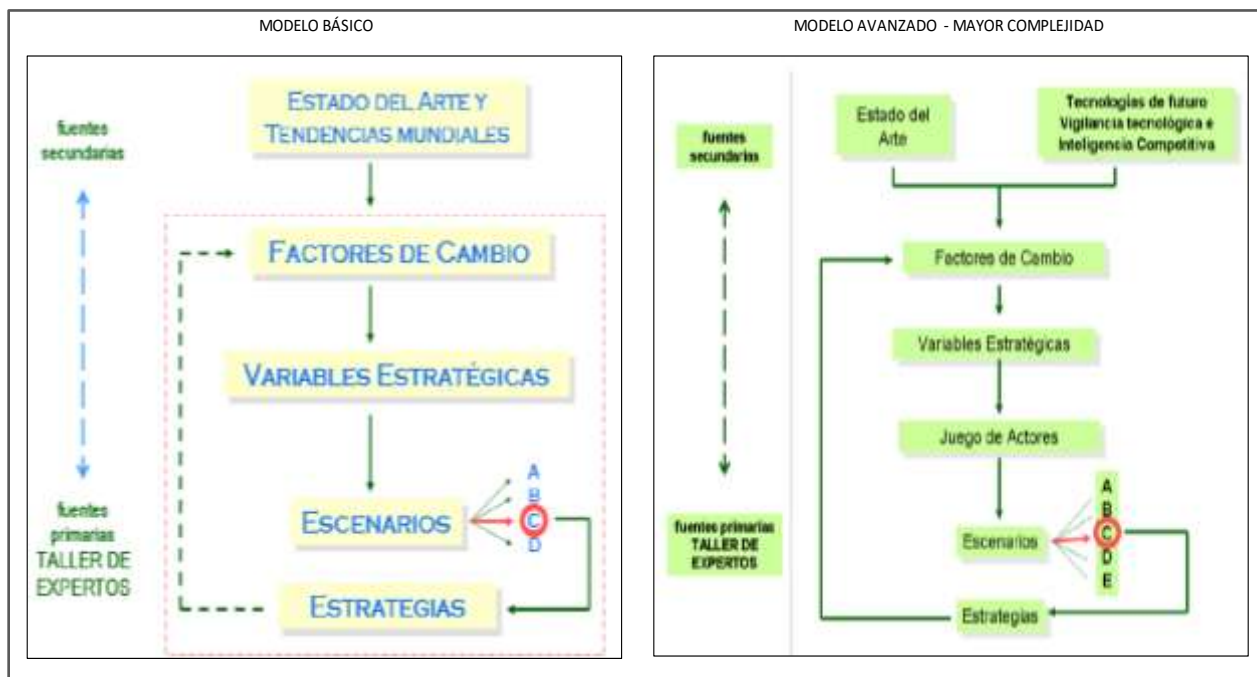 MODELO BÁSICO
ESTADO DEL ARTE Y
TENDENCIAS MUNDIALES
fuentes
secundarias
FACTORES DE CAMBIO
VARIABLES ESTRATÉGICAS
fuentes
primarias
TALLER DE
EXPERTOS
ESCENARIOS
A
B
C
D
ESTRATEGIAS
MODELO AVANZADO - MAYOR COMPLEJIDAD
Estado del
Arte
Tecnologías de futuro
Vigilancia tecnológica e
Inteligencia Competitiva
fuentes
secundarias
Factores de Cambio
Variables Estratégicas
Juego de Actores
fuentes primarias
TALLER DE
EXPERTOS
Escenarios
A
B
C
D
E
Estrategias